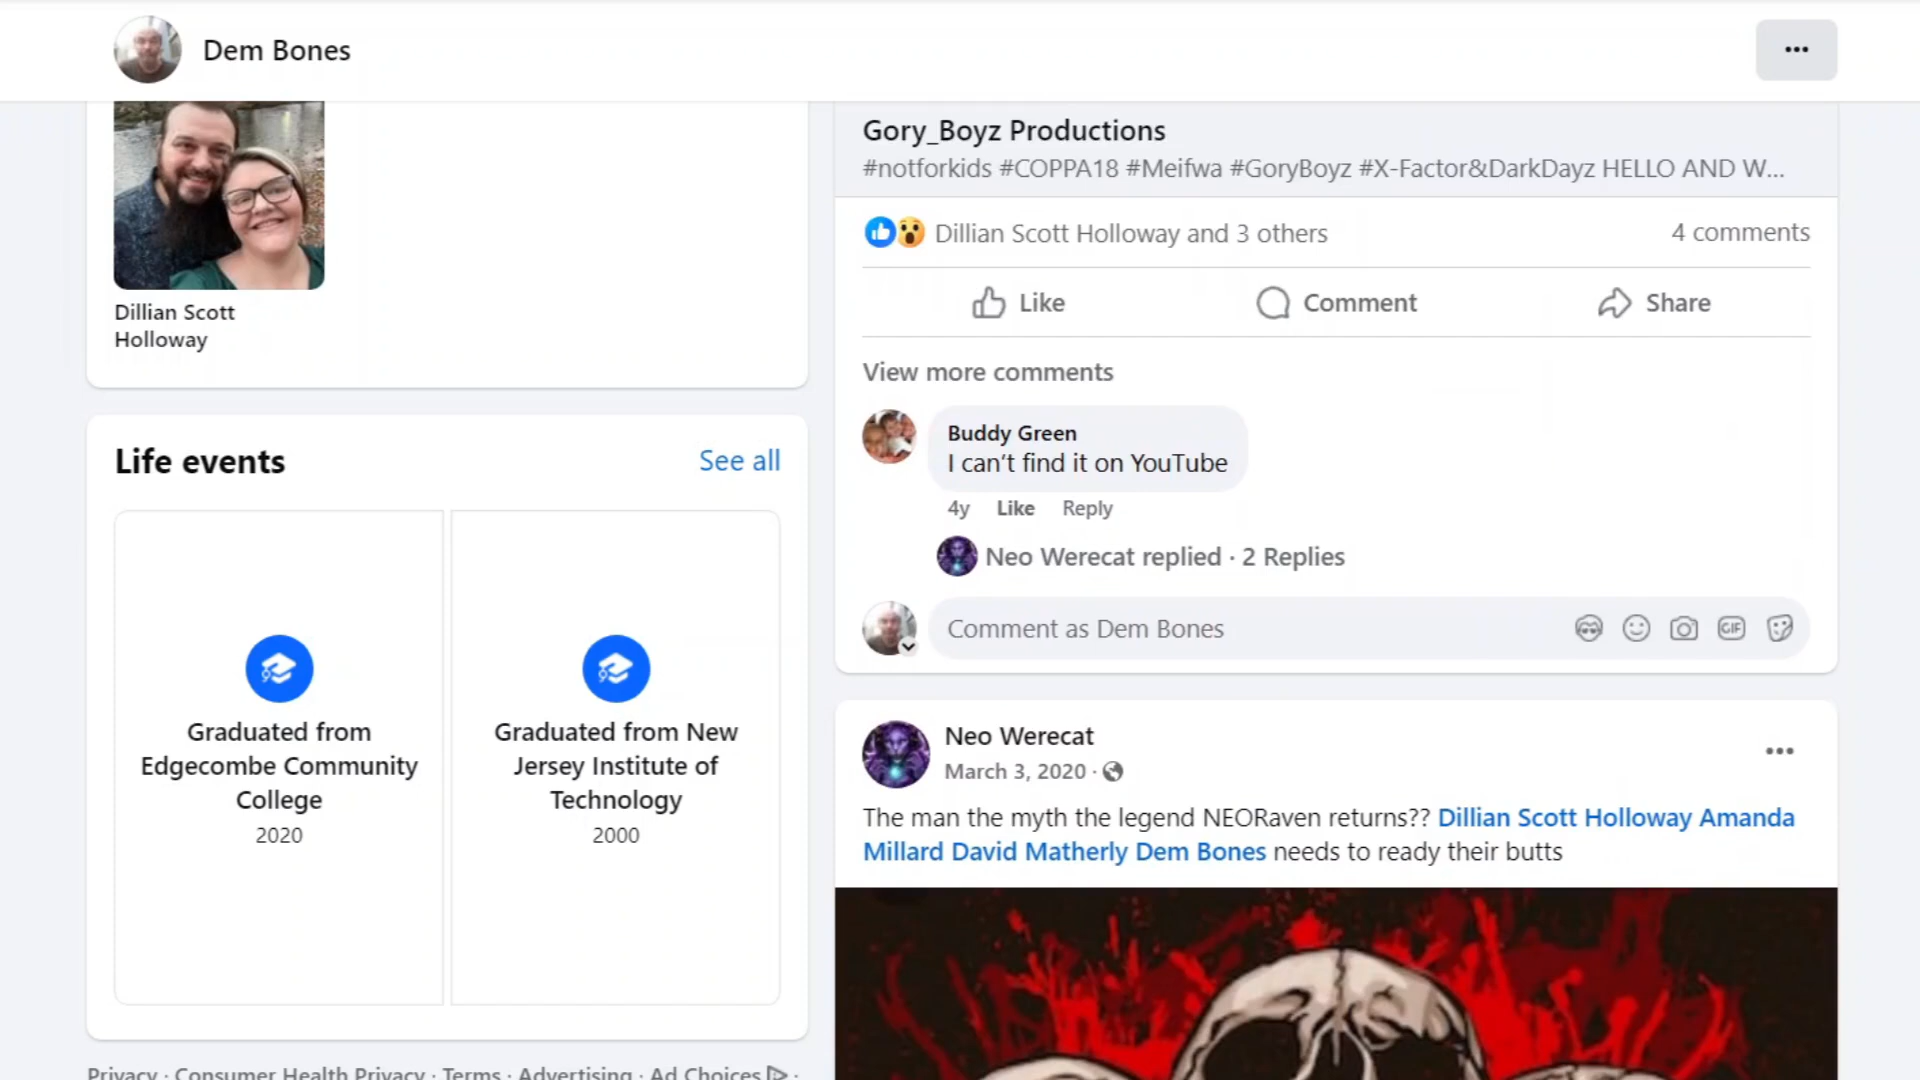 Dem Bones
Dillian Scott
Holloway
Life events
See all
Graduated from
Edgecombe Community
College
2020
Graduated from New
Jersey Institute of
Technology
2000
Privacy · Consumer Health Privacy · Terms · Advertising · Ad Choices ·
Gory_Boyz Productions
#notforkids #COPPA18 #Meifwa #GoryBoyz #X-Factor&DarkDayz HELLO AND W...
Dillian Scott Holloway and 3 others
4 comments
Like
Comment
Share
View more comments
Buddy Green
I can't find it on YouTube
4y Like Reply
Neo Werecat replied · 2 Replies
Comment as Dem Bones
GIF
Neo Werecat
March 3, 2020 ·
The man the myth the legend NEORaven returns?? Dillian Scott Holloway Amanda
Millard David Matherly Dem Bones needs to ready their butts